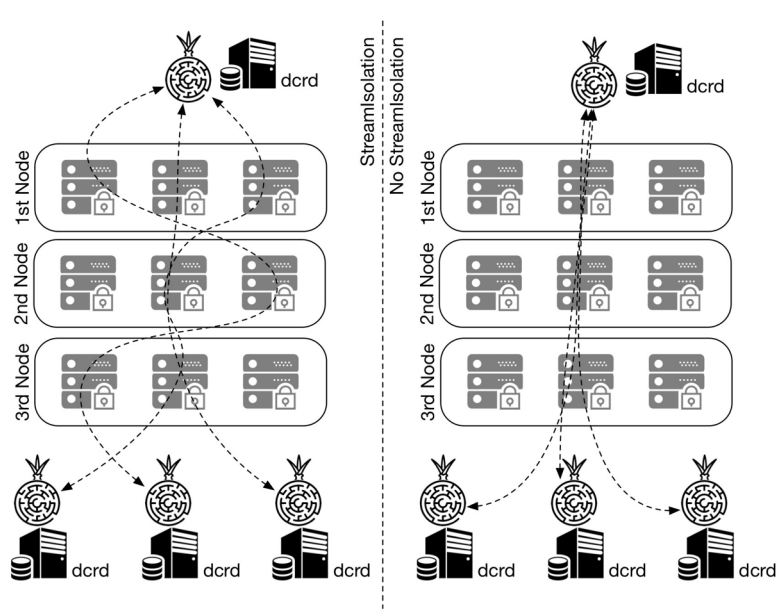 dcrd
StreamIsolation
No StreamIsolation
dcrd
1st Node
1st Node
2nd Node
2nd Node
3rd Node
3rd Node
dcrd
dcrd
dcrd
dcrd
dcrd
dcrd